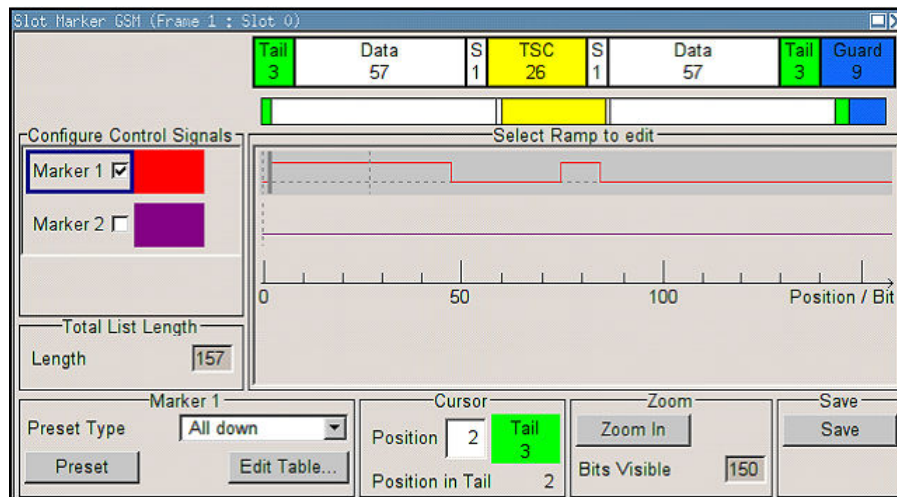 Slot Marker GSM (Frame 1 : Slot 0)
Tail Data S TSC S Data Tail Guard
3 57 1 26 1 57 3 9
Configure Control Signals
Select Ramp to edit
Marker 1
Marker 2
0 50 100 Position / Bit
Total List Length
Length 157
Marker 1
Preset Type All down
Preset Edit Table...
Cursor
Position 2 Tail
3
Position in Tail 2
Zoom
Zoom In
Bits Visible 150
Save
Save